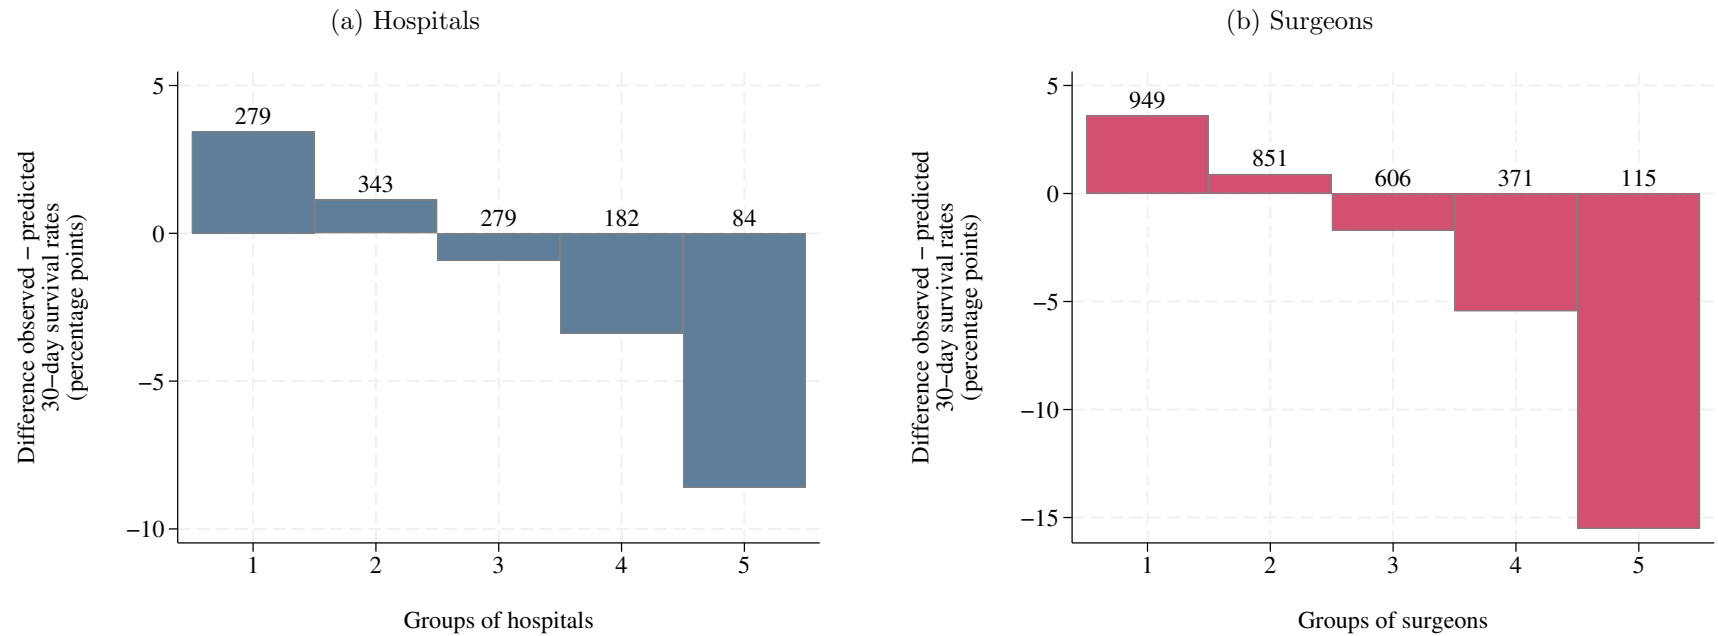 (a) Hospitals
Difference observed − predicted
30−day survival rates
(percentage points)
5
0
−5
−10
279
343
279
182
84
1
2
3
4
5
Groups of hospitals
(b) Surgeons
Difference observed − predicted
30−day survival rates
(percentage points)
5
0
−5
−10
−15
949
851
606
371
115
1
2
3
4
5
Groups of surgeons